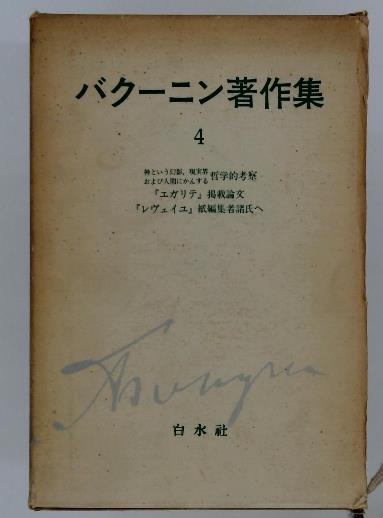 バクーニン著作集
4
神という幻影，現実界
および人間にかんする 哲学的考察
『エガリテ』掲載論文
『レヴェイユ』紙編集者諸氏へ
白水社